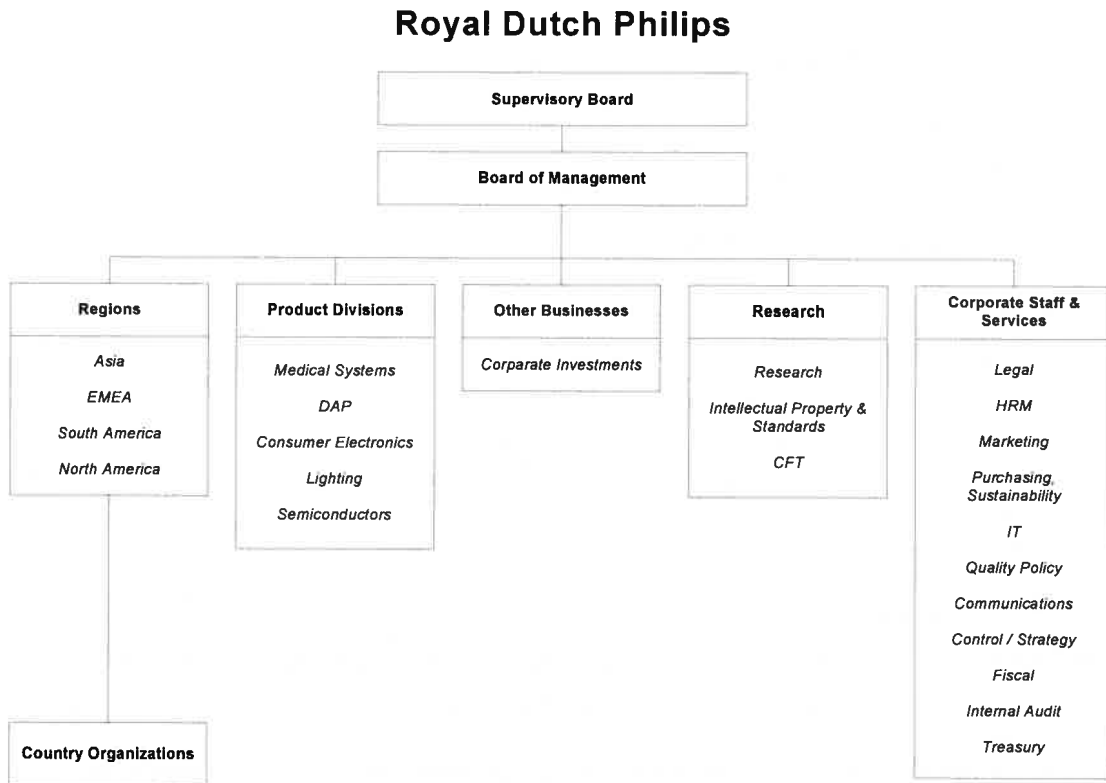 Royal Dutch Philips
Supervisory Board
Board of Management
Regions
Asia
EMEA
South America
North America
Country Organizations
Product Divisions
Medical Systems
DAP
Consumer Electronics
Lighting
Semiconductors
Other Businesses
Corparate Investments
Research
Research
Intellectual Property &
Standards
CFT
Corporate Staff &
Services
Legal
HRM
Marketing
Purchasing,
Sustainability
IT
Quality Policy
Communications
Control / Strategy
Fiscal
Internal Audit
Treasury